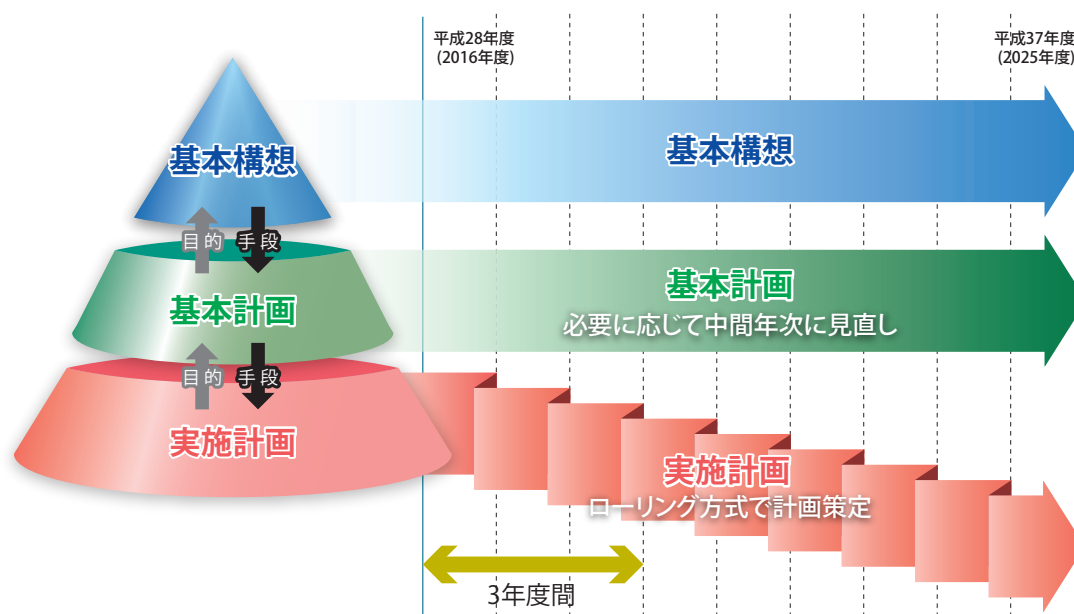 平成28年度
(2016年度)
平成37年度
(2025年度)
基本構想
基本構想
目的
手段
基本計画
基本計画
必要に応じて中間年次に見直し
目的
手段
実施計画
実施計画
ローリング方式で計画策定
3年度間